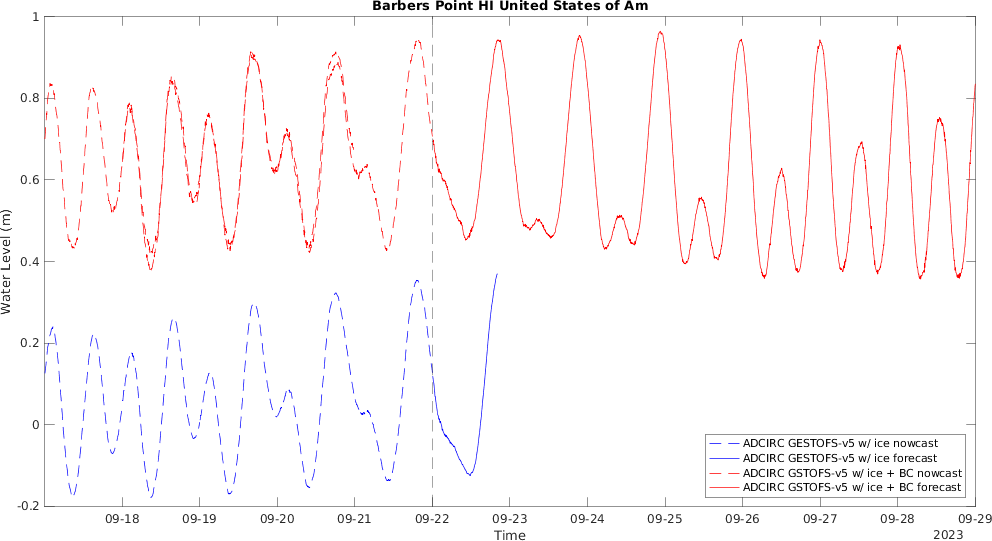 Barbers Point HI United States of Am
Water Level (m)
1
0.8
0.6
0.4
0.2
0
-0.2
09-18 09-19 09-20 09-21 09-22 09-23 09-24 09-25 09-26 09-27 09-28 09-29
Time
2023
ADCIRC GESTOFS-v5 w/ ice nowcast
ADCIRC GESTOFS-v5 w/ ice forecast
ADCIRC GSTOFS-v5 w/ ice + BC nowcast
ADCIRC GSTOFS-v5 w/ ice + BC forecast